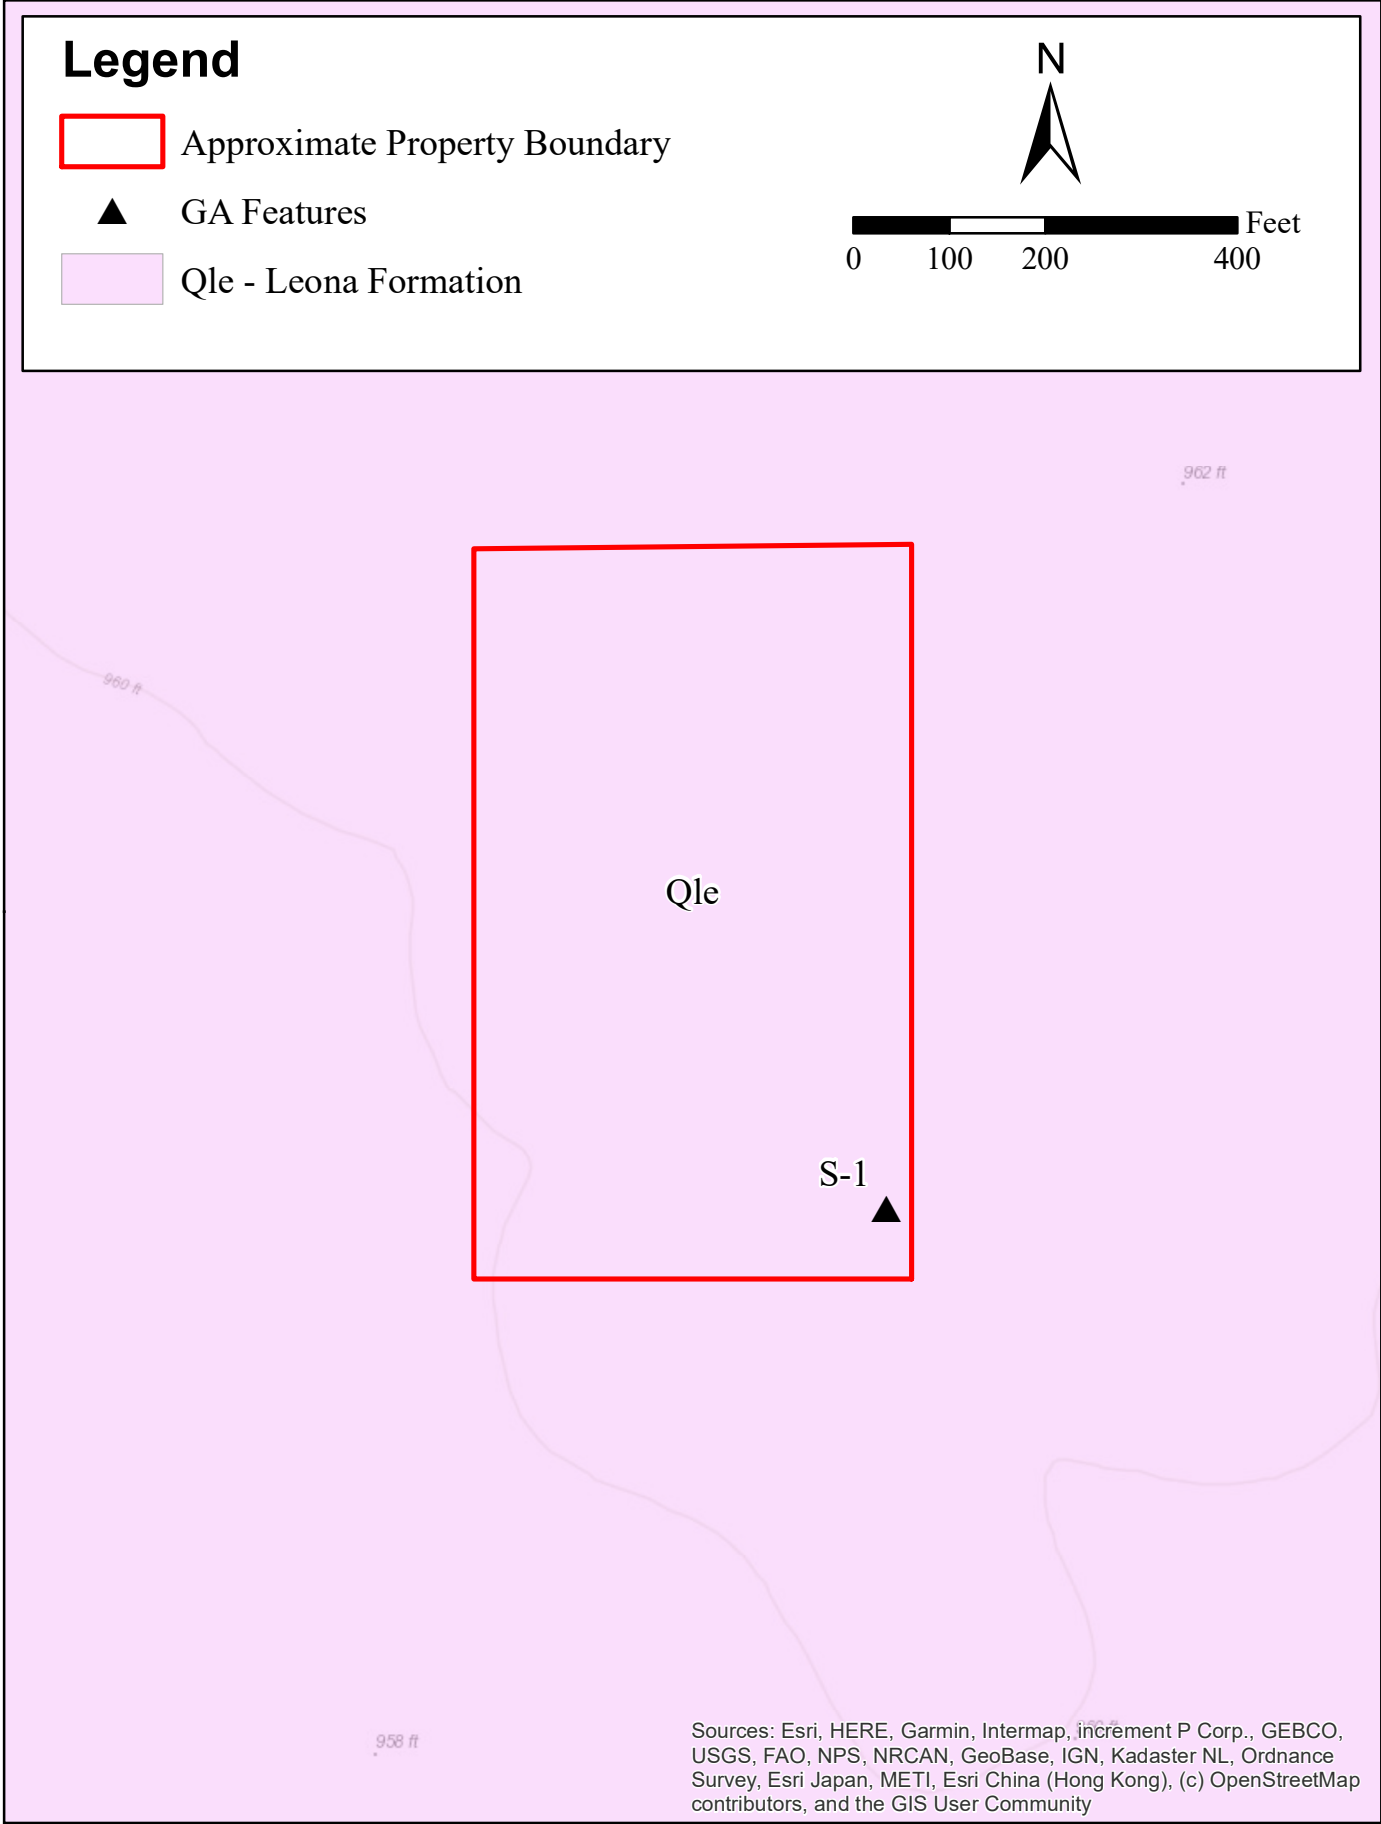 Legend
N
Approximate Property Boundary
GA Features
Feet
0 100 200 400
Qle - Leona Formation
962 ft
960 ft
Qle
S-1
958 ft
Sources: Esri, HERE, Garmin, Intermap, increment P Corp., GEBCO,
USGS, FAO, NPS, NRCAN, GeoBase, IGN, Kadaster NL, Ordnance
Survey, Esri Japan, METI, Esri China (Hong Kong), (c) OpenStreetMap
contributors, and the GIS User Community